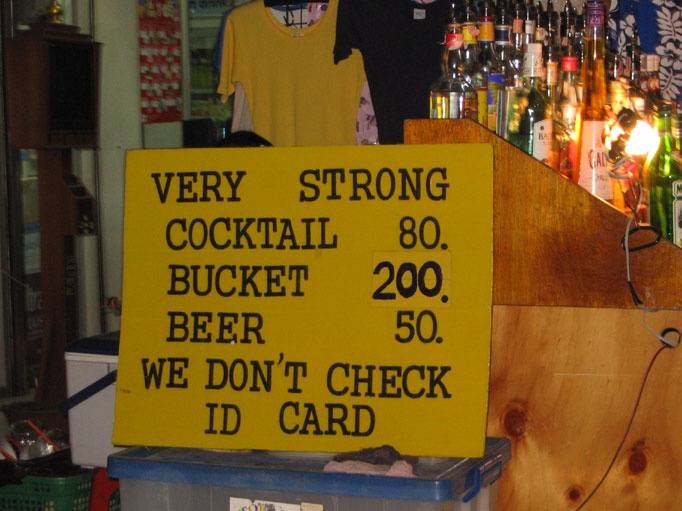 VERY STRONG
COCKTAIL 80.
BUCKET 200.
BEER 50.
WE DON'T CHECK
ID CARD